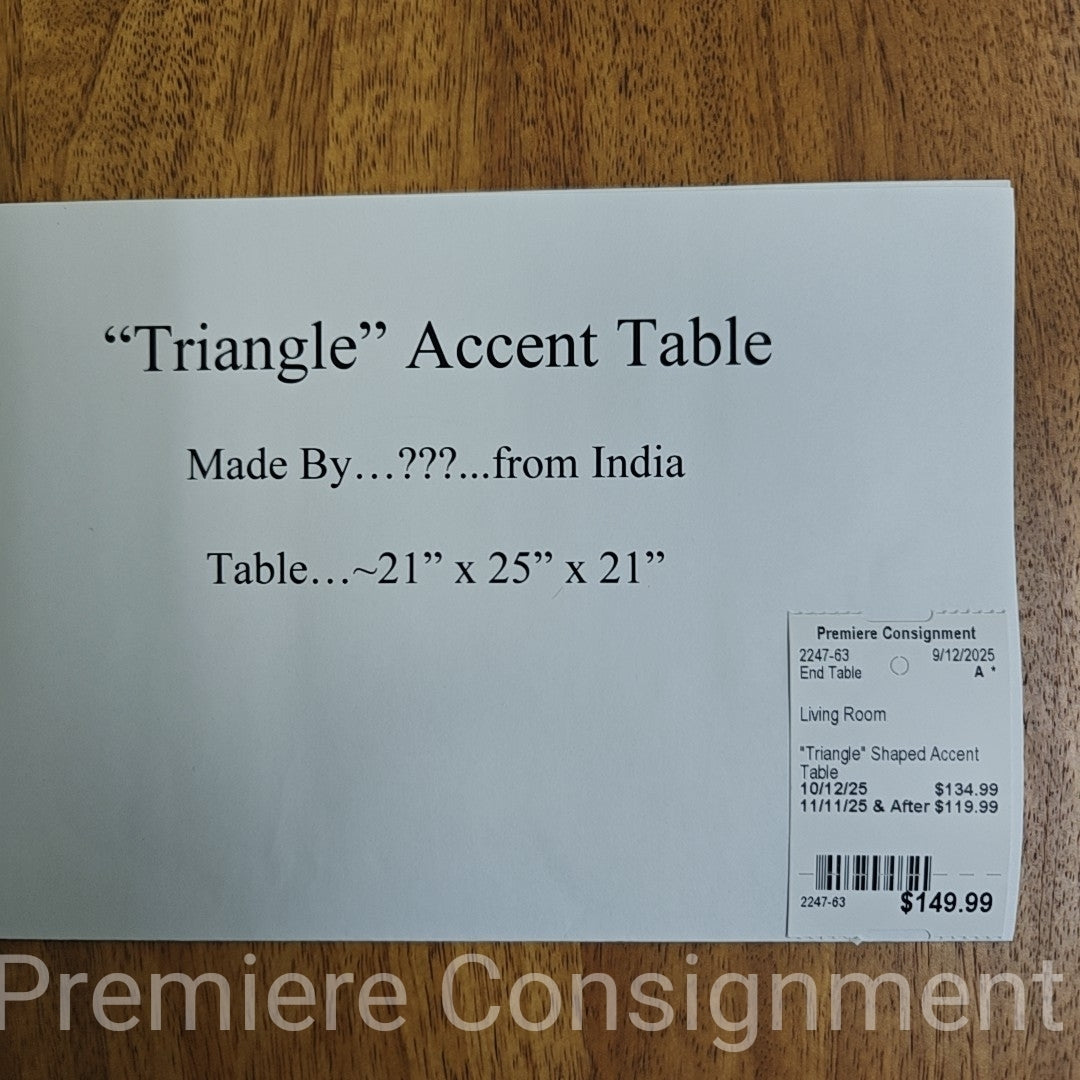 “Triangle” Accent Table
Made By…???...from India
Table…~21” x 25” x 21”
Premiere Consignment
2247-63 9/12/2025
End Table A *
Living Room
"Triangle" Shaped Accent
Table
10/12/25 $134.99
11/11/25 & After $119.99
2247-63 $149.99
Premiere Consignment